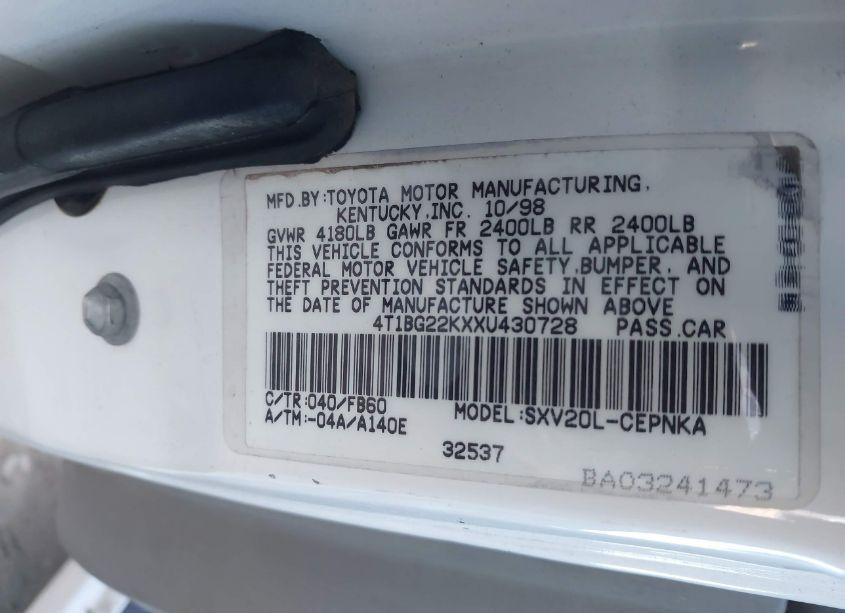 MFD.BY:TOYOTA MOTOR MANUFACTURING,
KENTUCKY,INC. 10/98
GVWR 4180LB GAWR FR 2400LB RR 2400LB
THIS VEHICLE CONFORMS TO ALL APPLICABLE
FEDERAL MOTOR VEHICLE SAFETY,BUMPER, AND
THEFT PREVENTION STANDARDS IN EFFECT ON
THE DATE OF MANUFACTURE SHOWN ABOVE
4T1BG22KXXU430728 PASS.CAR
C/TR:040/FB60 MODEL:SXV20L-CEPNKA
A/TM:-04A/A140E
32537
BA03241473